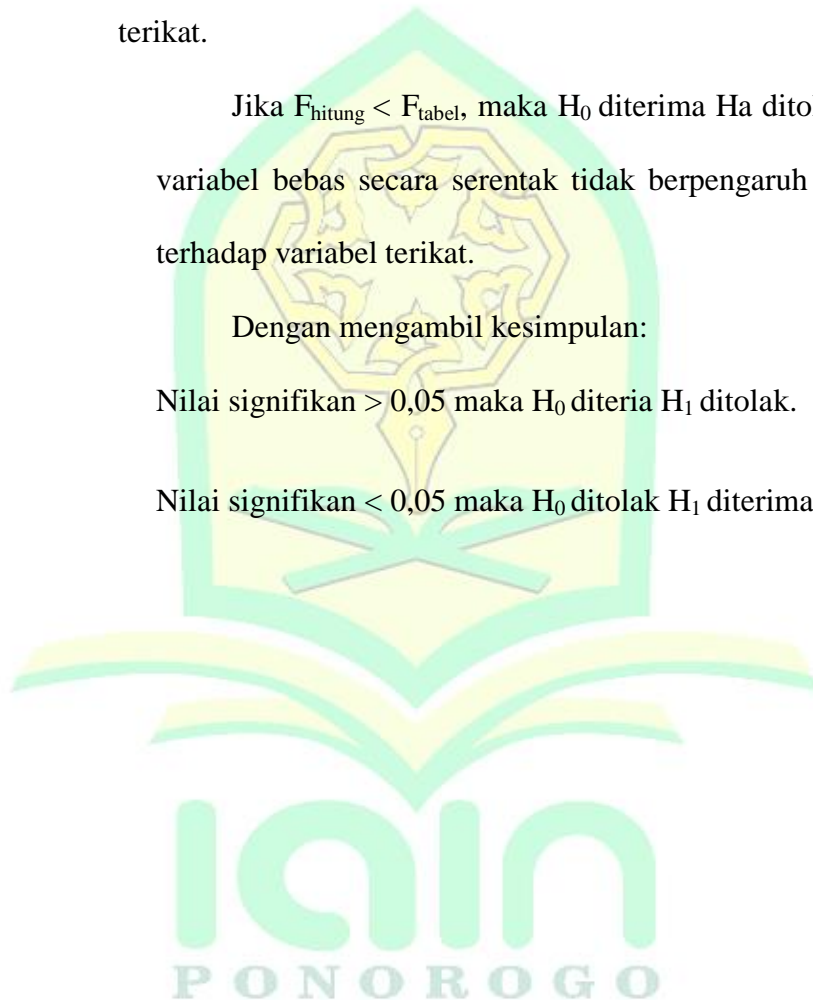 terikat.
Jika F<sub>hitung</sub> < F<sub>tabel</sub>, maka H<sub>0</sub> diterima Ha
variabel bebas secara serentak tidak berpengaruh
terhadap variabel terikat.
Dengan mengambil kesimpulan:
Nilai signifikan > 0,05 maka H<sub>0</sub> diteria H<sub>1</sub> ditolak.
Nilai signifikan < 0,05 maka H<sub>0</sub> ditolak H<sub>1</sub> diterima
iain
PONOROGO